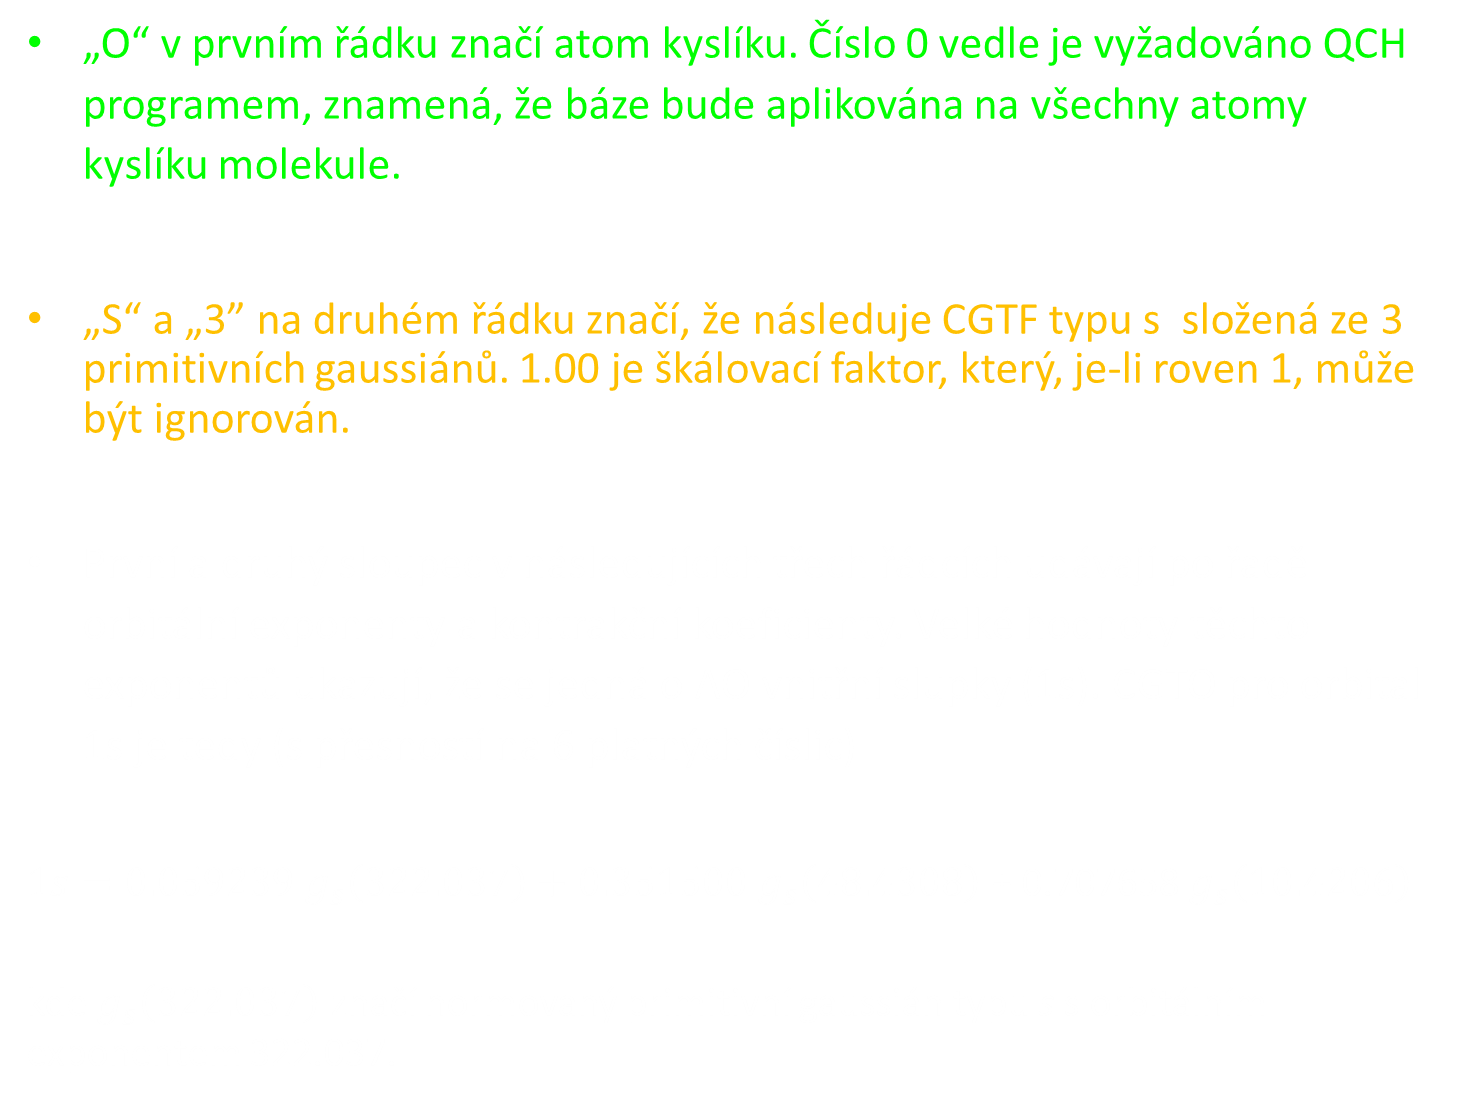 • „O“ v prvním řádku značí atom kyslíku. Číslo 0 vedle je vyžadováno QCH
programem, znamená, že báze bude aplikována na všechny atomy
kyslíku molekule.
• „S“ a „3” na druhém řádku značí, že následuje CGTF typu s  složená ze 3
primitivních gaussiánů. 1.00 je škálovací faktor, který, je-li roven 1, může
být ignorován.